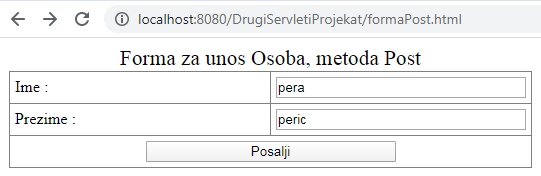 localhost:8080/DrugiServletiProjekat/formaPost.html
Forma za unos Osoba, metoda Post
Ime : pera
Prezime : peric
Posalji